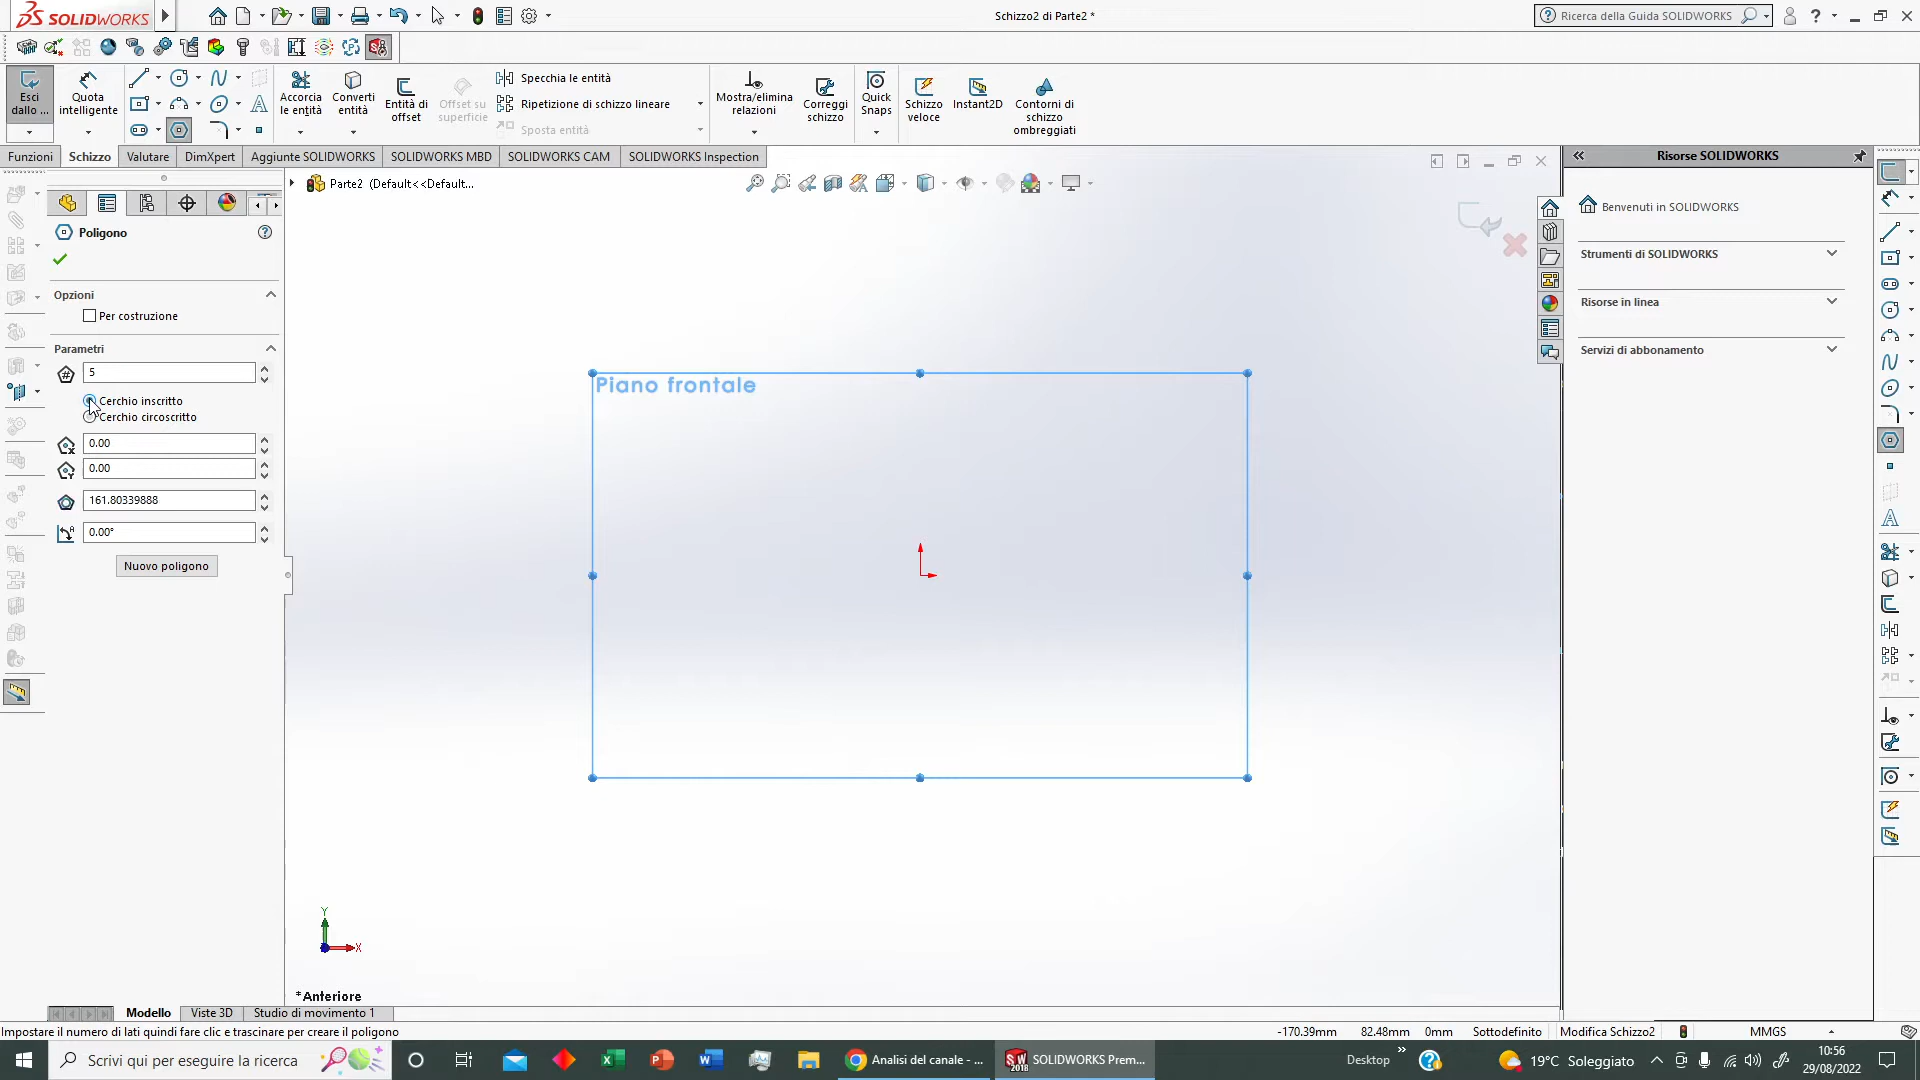 SOLIDWORKS
Schizzo2 di Parte2 *
Ricerca della Guida SOLIDWORKS
Esci dallo ...
Quota intelligente
Accorcia le entità
Converti entità
Entità di offset
Offset su superficie
Specchia le entità
Ripetizione di schizzo lineare
Sposta entità
Mostra/elimina relazioni
Correggi schizzo
Quick Snaps
Schizzo veloce
Instant2D
Contorni di schizzo ombreggiati
Funzioni
Schizzo
Valutare
DimXpert
Aggiunte SOLIDWORKS
SOLIDWORKS MBD
SOLIDWORKS CAM
SOLIDWORKS Inspection
Parte2 (Default<<Default...
Poligono
Opzioni
Per costruzione
Parametri
5
Cerchio inscritto
Cerchio circoscritto
0.00
0.00
161.80339888
0.00°
Nuovo poligono
Piano frontale
Y
X
*Anteriore
Risorse SOLIDWORKS
Benvenuti in SOLIDWORKS
Strumenti di SOLIDWORKS
Risorse in linea
Servizi di abbonamento
Modello
Viste 3D
Studio di movimento 1
Impostare il numero di lati quindi fare clic e trascinare per creare il poligono
-170.39mm
82.48mm
0mm
Sottodefinito
Modifica Schizzo2
MMGS
Scrivi qui per eseguire la ricerca
Analisi del canale - ...
SOLIDWORKS Prem...
Desktop
19°C Soleggiato
10:56
29/08/2022